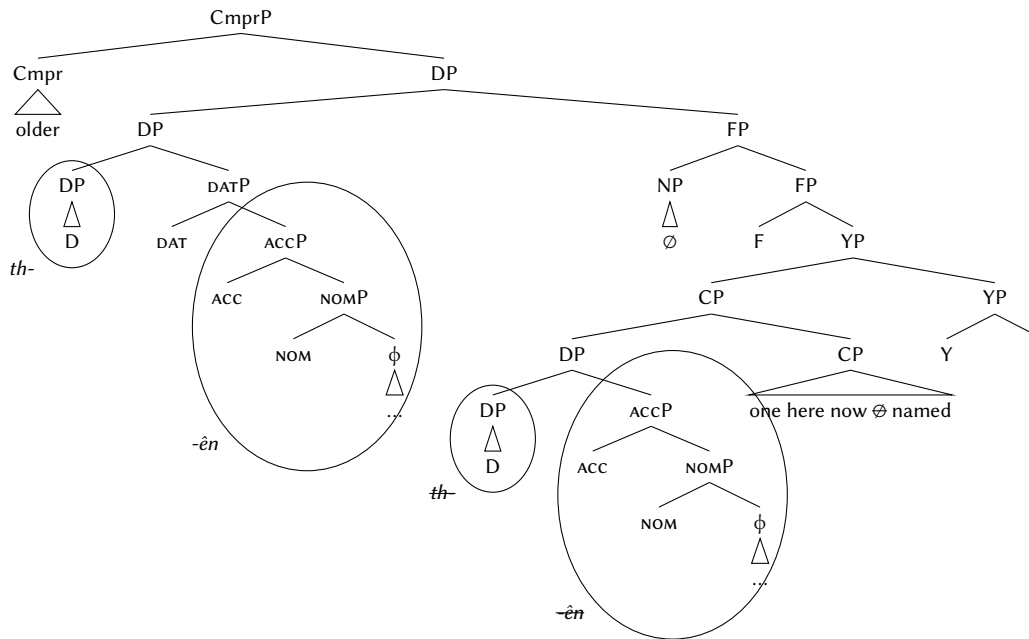 CmprP
Cmpr DP
older DP FP
DP DATP NP FP
D DAT ACCP ∅ F YP
th-
ACC NOMP CP YP
NOM ϕ DP CP Y
... DP ACCP one here now ∅ named
-ên D ACC NOMP
th-
NOM ϕ
...
-ên